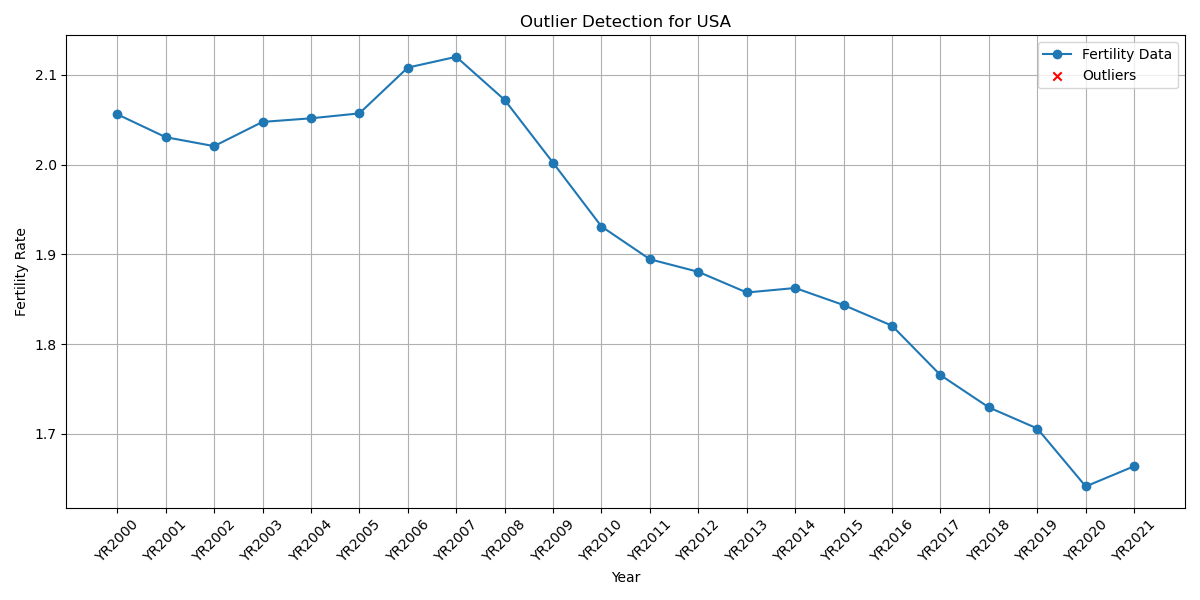 Outlier Detection for USA
Fertility Data
Outliers
Fertility Rate
2.1
2.0
1.9
1.8
1.7
YR2000 YR2001 YR2002 YR2003 YR2004 YR2005 YR2006 YR2007 YR2008 YR2009 YR2010 YR2011 YR2012 YR2013 YR2014 YR2015 YR2016 YR2017 YR2018 YR2019 YR2020 YR2021
Year